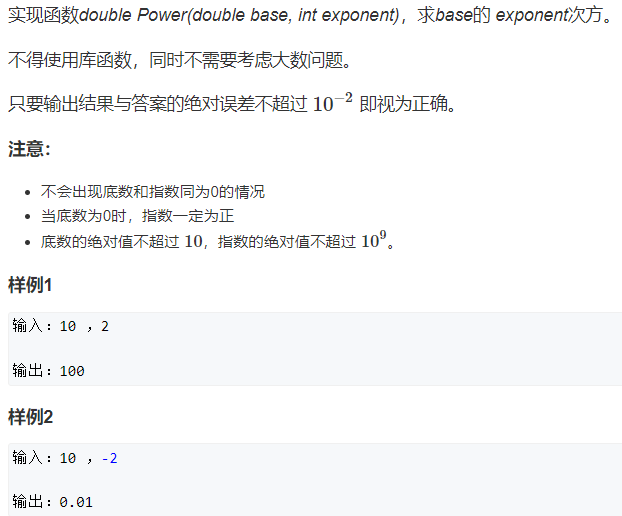 实现函数double Power(double base, int exponent)，求base的 exponent次方。
不得使用库函数，同时不需要考虑大数问题。
只要输出结果与答案的绝对误差不超过 10⁻² 即视为正确。
注意：
• 不会出现底数和指数同为0的情况
• 当底数为0时，指数一定为正
• 底数的绝对值不超过 10，指数的绝对值不超过 10⁹。
样例1
输入：10 ，2
输出：100
样例2
输入：10 ，-2
输出：0.01